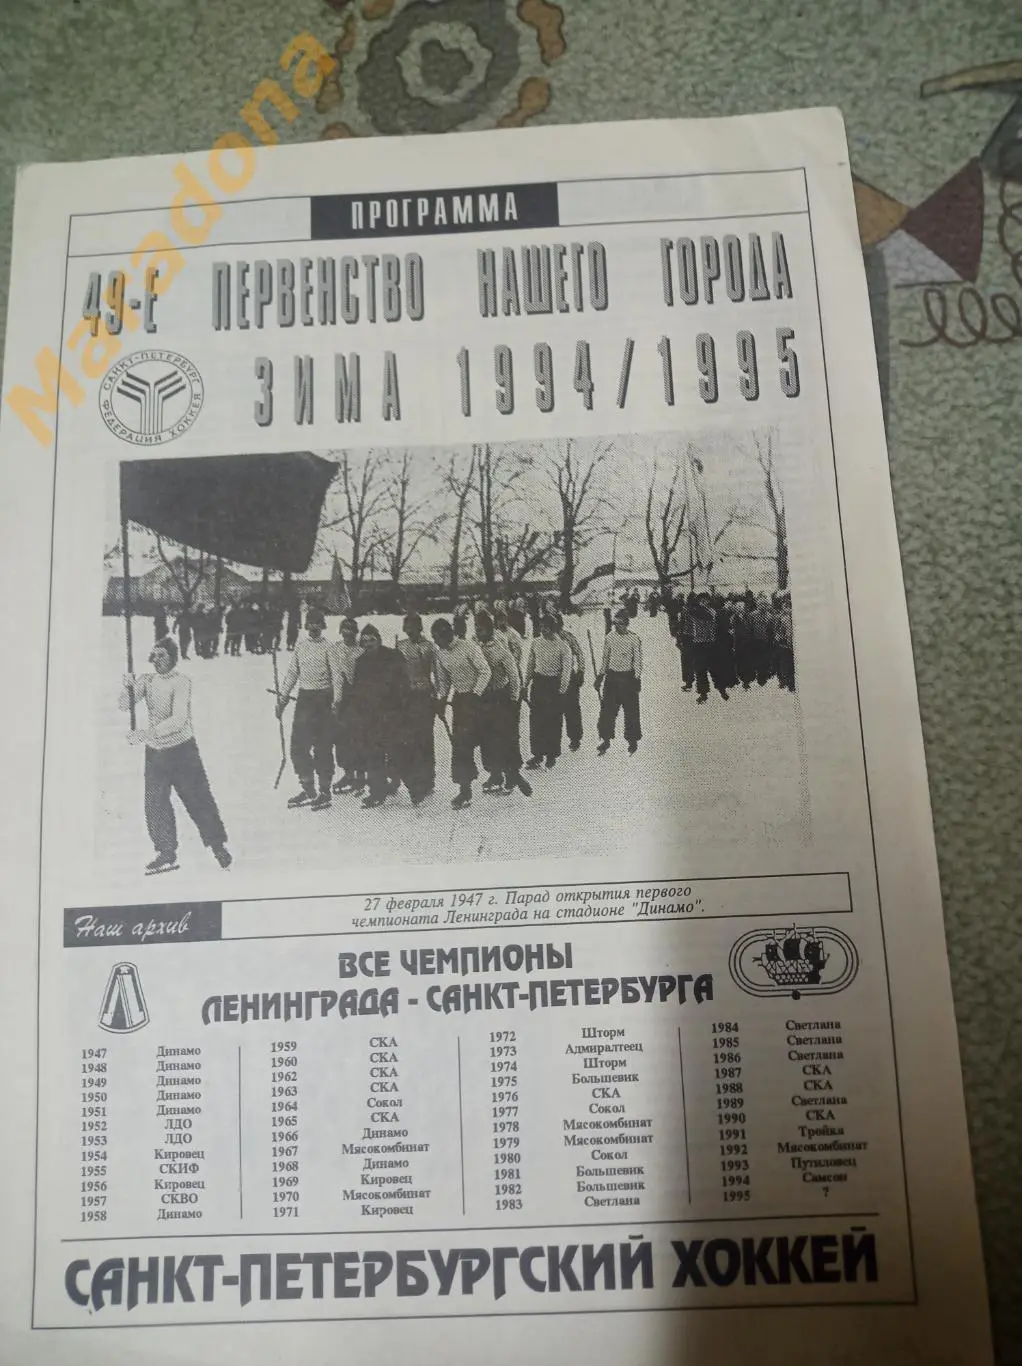 Maradona
ПРОГРАММА
49-Е ПЕРВЕНСТВО НАШЕГО ГОРОДА
ЗИМА 1994/1995
САНКТ-ПЕТЕРБУРГ
ФЕДЕРАЦИЯ ХОККЕЯ
Наш архив
27 февраля 1947 г. Парад открытия первого
чемпионата Ленинграда на стадионе "Динамо".
ВСЕ ЧЕМПИОНЫ
ЛЕНИНГРАДА - САНКТ-ПЕТЕРБУРГА
1947 Динамо
1948 Динамо
1949 Динамо
1950 Динамо
1951 Динамо
1952 ЛДО
1953 ЛДО
1954 Кировец
1955 СКИФ
1956 Кировец
1957 СКВО
1958 Динамо
1959 СКА
1960 СКА
1962 СКА
1963 СКА
1964 Сокол
1965 СКА
1966 Динамо
1967 Мясокомбинат
1968 Динамо
1969 Кировец
1970 Мясокомбинат
1971 Кировец
1972 Шторм
1973 Адмиралтеец
1974 Шторм
1975 Большевик
1976 СКА
1977 Сокол
1978 Мясокомбинат
1979 Мясокомбинат
1980 Сокол
1981 Большевик
1982 Большевик
1983 Светлана
1984 Светлана
1985 Светлана
1986 Светлана
1987 СКА
1988 СКА
1989 Светлана
1990 СКА
1991 Тройка
1992 Мясокомбинат
1993 Путиловец
1994 Самсон
1995 ?
САНКТ-ПЕТЕРБУРГСКИЙ ХОККЕЙ